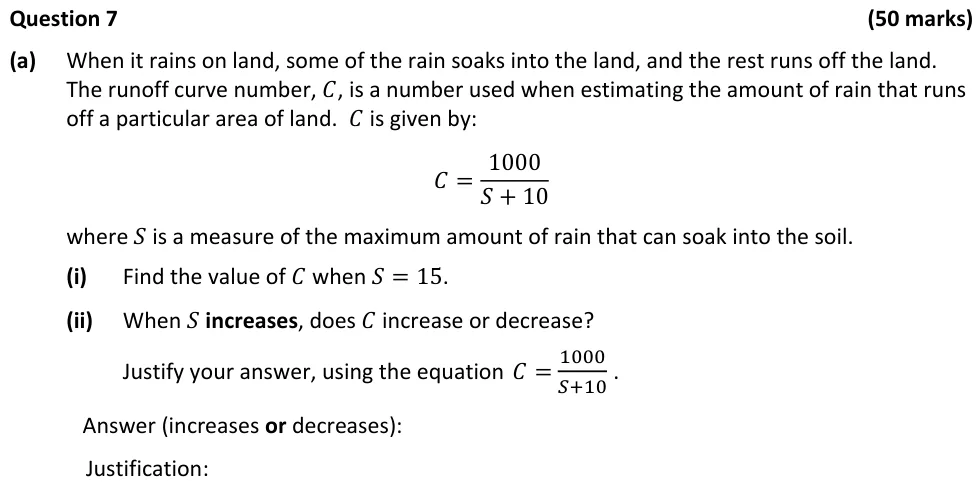 Question 7 (50 marks)
(a) When it rains on land, some of the rain soaks into the land, and the rest runs off the land.
The runoff curve number, C, is a number used when estimating the amount of rain that runs
off a particular area of land. C is given by:
C = 1000 / (S + 10)
where S is a measure of the maximum amount of rain that can soak into the soil.
(i) Find the value of C when S = 15.
(ii) When S increases, does C increase or decrease?
Justify your answer, using the equation C = 1000 / (S+10) .
Answer (increases or decreases):
Justification: